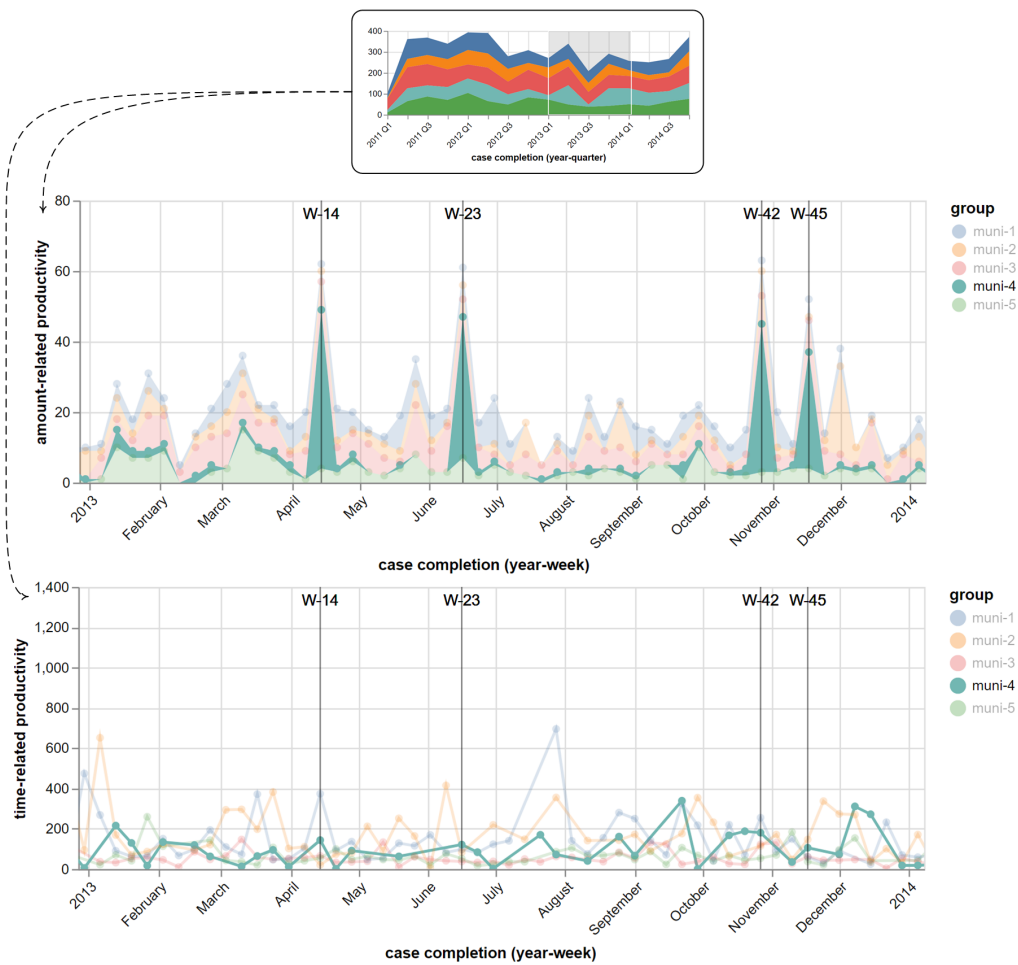 400
300
200
100
0
2011 Q1
2011 Q3
2012 Q1
2012 Q3
2013 Q1
2013 Q3
2014 Q1
2014 Q3
case completion (year-quarter)
80
60
40
20
0
amount-related productivity
W-14
W-23
W-42
W-45
group
muni-1
muni-2
muni-3
muni-4
muni-5
2013
February
March
April
May
June
July
August
September
October
November
December
2014
case completion (year-week)
1,400
1,200
1,000
800
600
400
200
0
time-related productivity
W-14
W-23
W-42
W-45
group
muni-1
muni-2
muni-3
muni-4
muni-5
2013
February
March
April
May
June
July
August
September
October
November
December
2014
case completion (year-week)